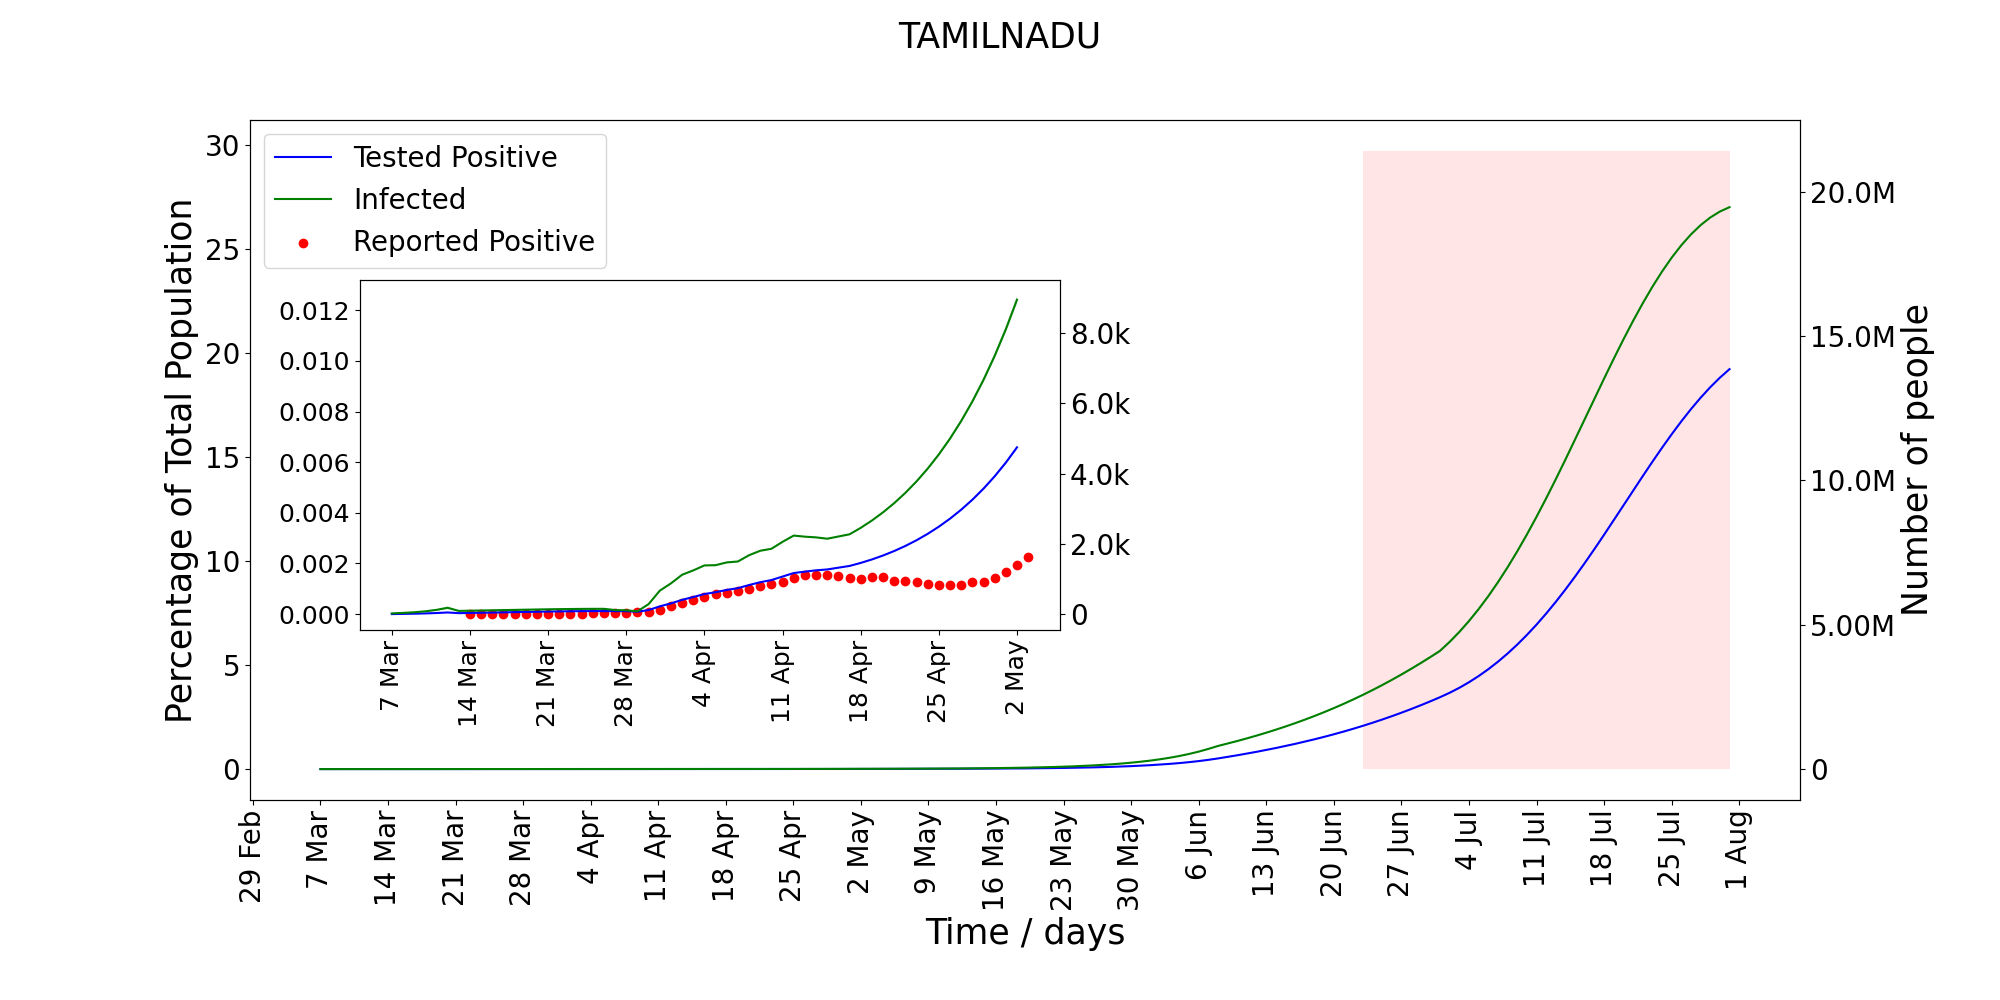 TAMILNADU
Percentage of Total Population
30
25
20
15
10
5
0
Tested Positive
Infected
Reported Positive
0.012
0.010
0.008
0.006
0.004
0.002
0.000
8.0k
6.0k
4.0k
2.0k
0
7 Mar
14 Mar
21 Mar
28 Mar
4 Apr
11 Apr
18 Apr
25 Apr
2 May
20.0M
15.0M
10.0M
5.00M
0
Number of people
29 Feb
7 Mar
14 Mar
21 Mar
28 Mar
4 Apr
11 Apr
18 Apr
25 Apr
2 May
9 May
16 May
23 May
30 May
6 Jun
13 Jun
20 Jun
27 Jun
4 Jul
11 Jul
18 Jul
25 Jul
1 Aug
Time / days